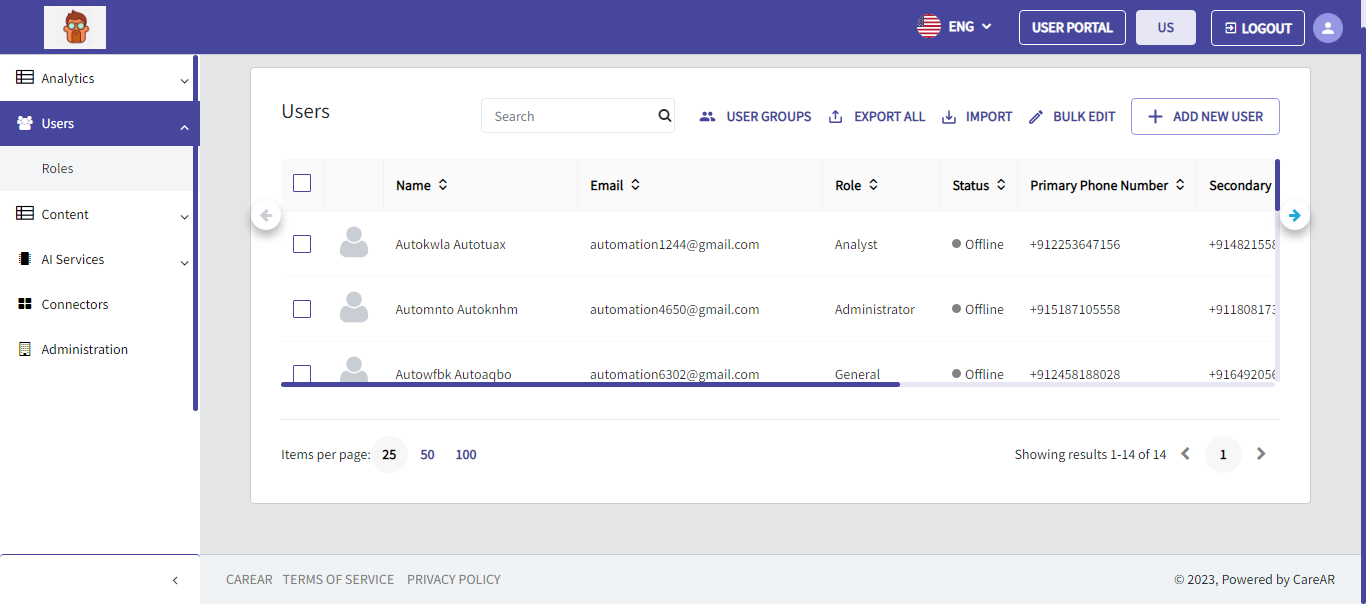 ENG USER PORTAL US LOGOUT
Analytics
Users
Roles
Content
AI Services
Connectors
Administration
Users
Search USER GROUPS EXPORT ALL IMPORT BULK EDIT ADD NEW USER
Name Email Role Status Primary Phone Number Secondary
Autokwla Autotuax automation1244@gmail.com Analyst Offline +912253647156 +91482155
Automnto Autoknhm automation4650@gmail.com Administrator Offline +915187105558 +911808173
Autowfbk Autoaqbo automation6302@gmail.com General Offline +912458188028 +91649205
Items per page: 25 50 100 Showing results 1-14 of 14 1
CAREAR TERMS OF SERVICE PRIVACY POLICY © 2023, Powered by CareAR